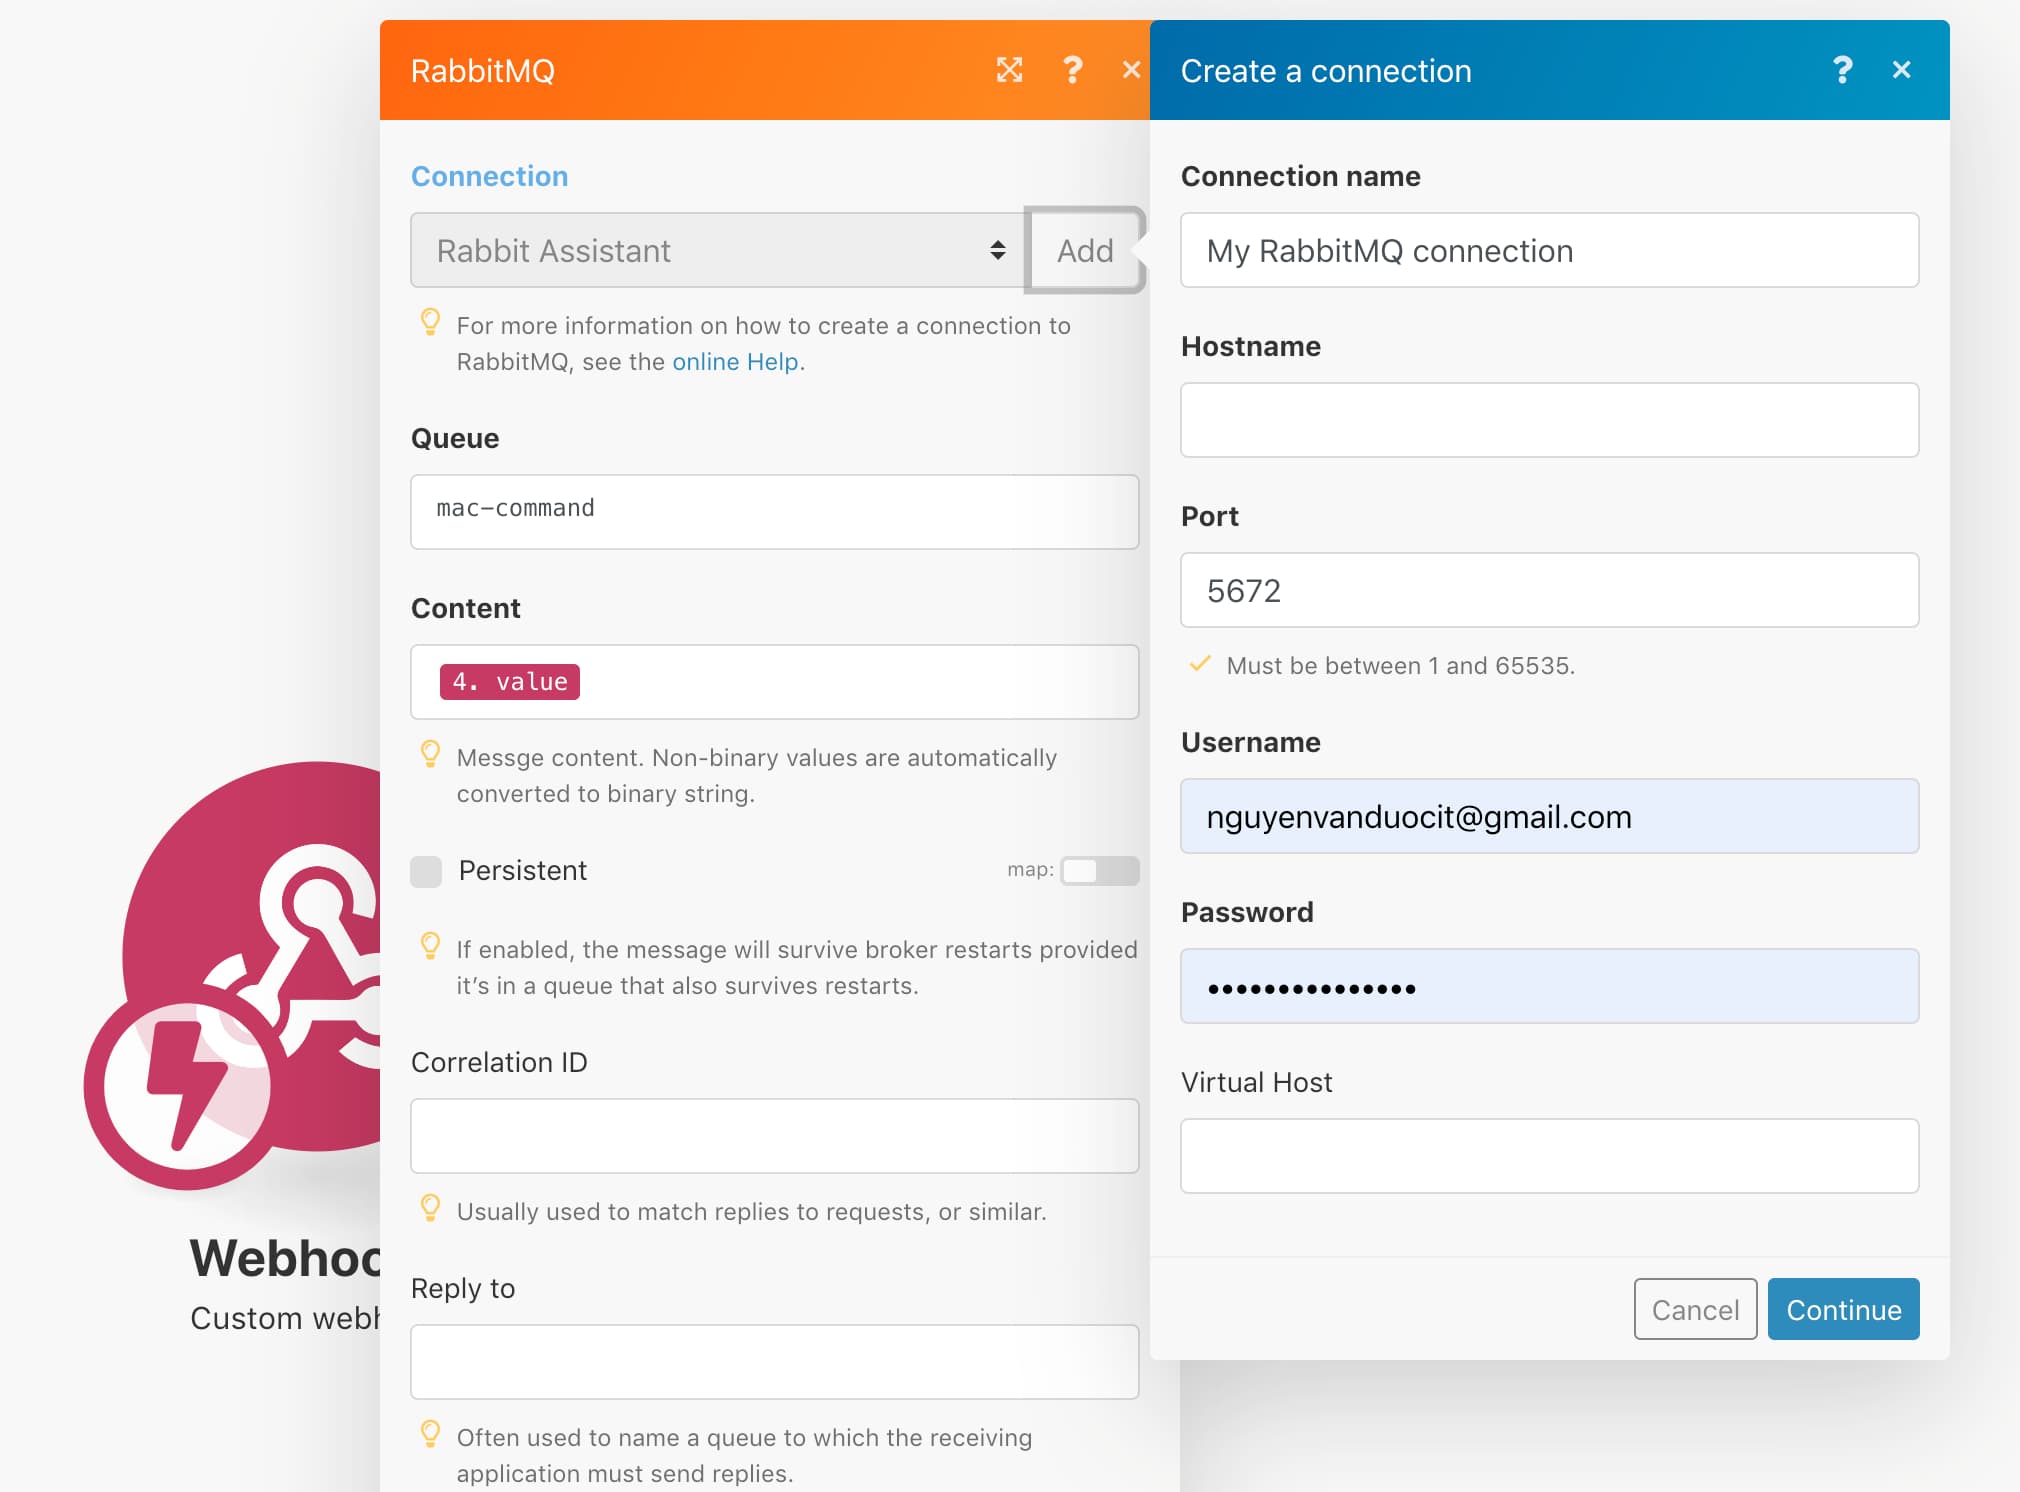 RabbitMQ
Connection
Rabbit Assistant
Add
For more information on how to create a connection to
RabbitMQ, see the online Help.
Queue
mac-command
Content
4. value
Messge content. Non-binary values are automatically
converted to binary string.
Persistent
map:
If enabled, the message will survive broker restarts provided
it's in a queue that also survives restarts.
Correlation ID
Usually used to match replies to requests, or similar.
Reply to
Often used to name a queue to which the receiving
application must send replies.
Create a connection
Connection name
My RabbitMQ connection
Hostname
Port
5672
Must be between 1 and 65535.
Username
nguyenvanduocit@gmail.com
Password
Virtual Host
Cancel
Continue
Webhoo
Custom webh